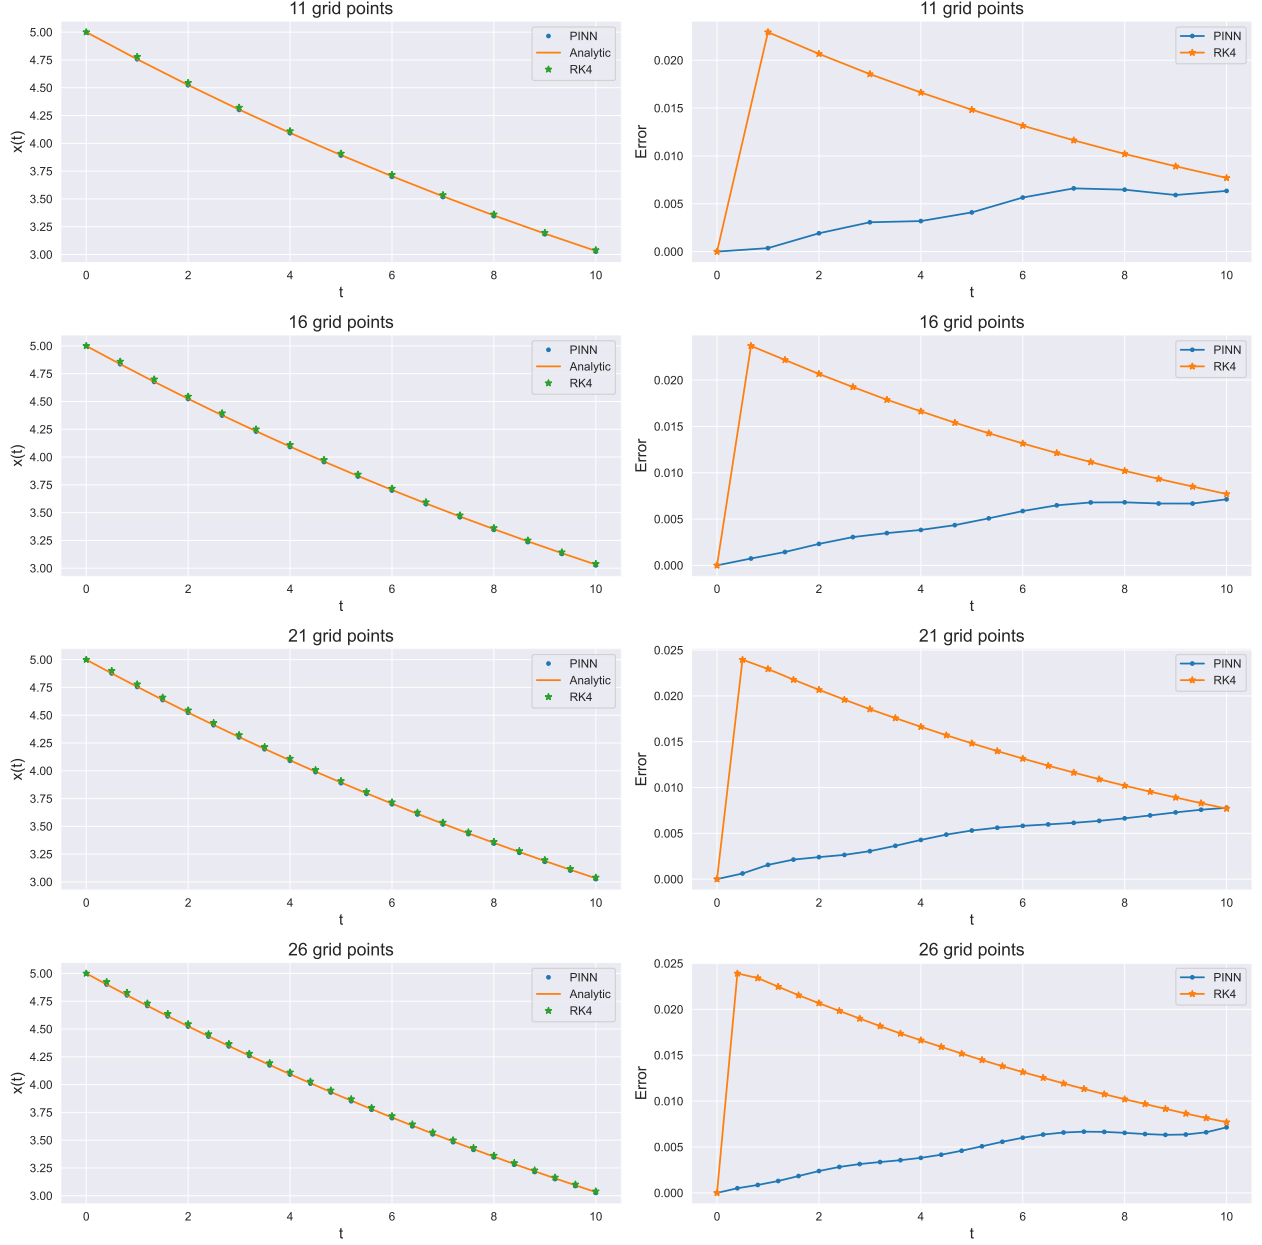 11 grid points
x(t)
5.00
4.75
4.50
4.25
4.00
3.75
3.50
3.25
3.00
PINN
Analytic
RK4
0 2 4 6 8 10
t
11 grid points
Error
0.020
0.015
0.010
0.005
0.000
PINN
RK4
0 2 4 6 8 10
t
16 grid points
x(t)
5.00
4.75
4.50
4.25
4.00
3.75
3.50
3.25
3.00
PINN
Analytic
RK4
0 2 4 6 8 10
t
16 grid points
Error
0.020
0.015
0.010
0.005
0.000
PINN
RK4
0 2 4 6 8 10
t
21 grid points
x(t)
5.00
4.75
4.50
4.25
4.00
3.75
3.50
3.25
3.00
PINN
Analytic
RK4
0 2 4 6 8 10
t
21 grid points
Error
0.025
0.020
0.015
0.010
0.005
0.000
PINN
RK4
0 2 4 6 8 10
t
26 grid points
x(t)
5.00
4.75
4.50
4.25
4.00
3.75
3.50
3.25
3.00
PINN
Analytic
RK4
0 2 4 6 8 10
t
26 grid points
Error
0.025
0.020
0.015
0.010
0.005
0.000
PINN
RK4
0 2 4 6 8 10
t